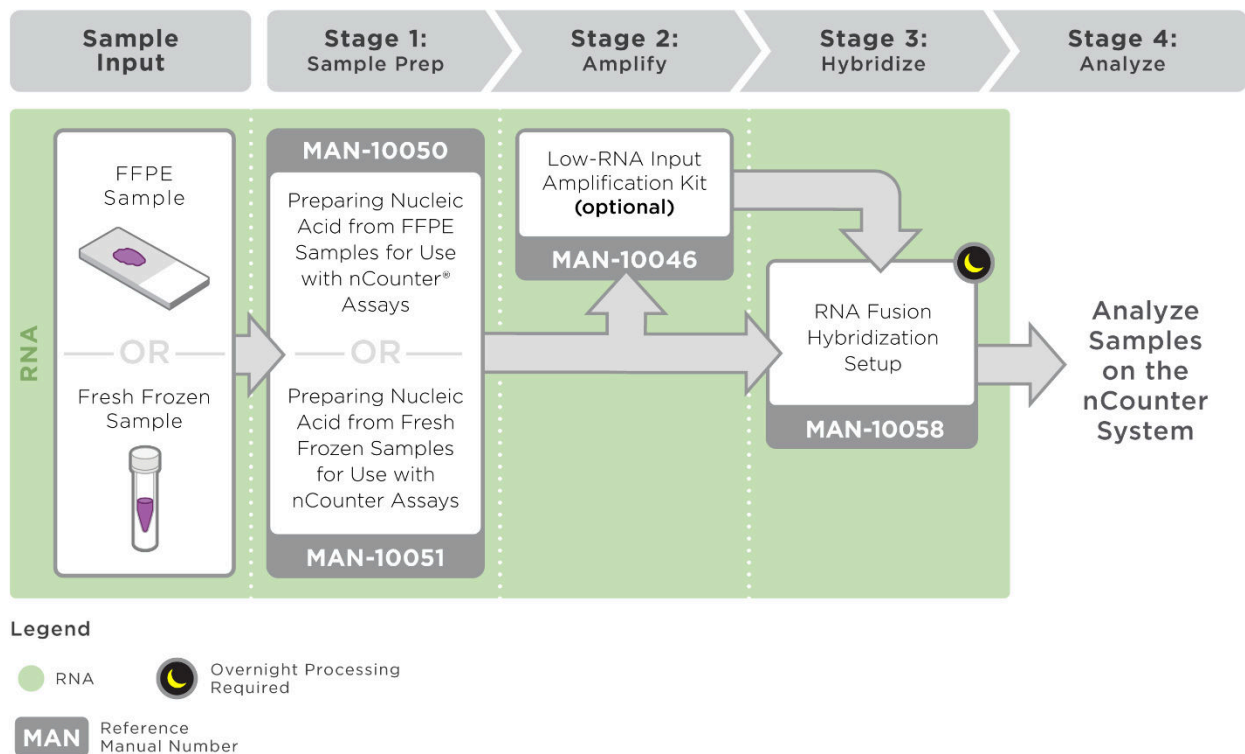 Sample
Input
Stage 1:
Sample Prep
Stage 2:
Amplify
Stage 3:
Hybridize
Stage 4:
Analyze
RNA
FFPE
Sample
OR
Fresh Frozen
Sample
MAN-10050
Preparing Nucleic
Acid from FFPE
Samples for Use
with nCounter®
Assays
OR
Preparing Nucleic
Acid from Fresh
Frozen Samples
for Use with
nCounter Assays
MAN-10051
Low-RNA Input
Amplification Kit
(optional)
MAN-10046
RNA Fusion
Hybridization
Setup
MAN-10058
Analyze
Samples
on the
nCounter
System
Legend
RNA
Overnight Processing
Required
MAN
Reference
Manual Number